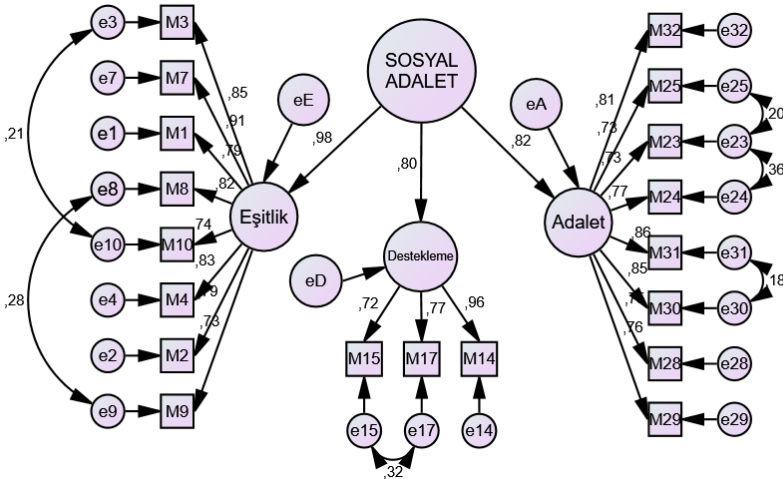 SOSYAL
ADALET
e3
M3
e7
M7
e1
M1
e8
M8
e10
M10
e4
M4
e2
M2
e9
M9
,21
,28
,85
,91
,79
,82
,74
,83
,73
eE
,98
Eşitlik
,80
eA
,82
Adalet
Destekleme
eD
,72
,77
,96
M15
M17
M14
e15
e17
e14
,32
,81
,73
,73
,77
,86
,85
,76
M32
e32
M25
e25
M23
e23
M24
e24
M31
e31
M30
e30
M28
e28
M29
e29
,20
,36
,18